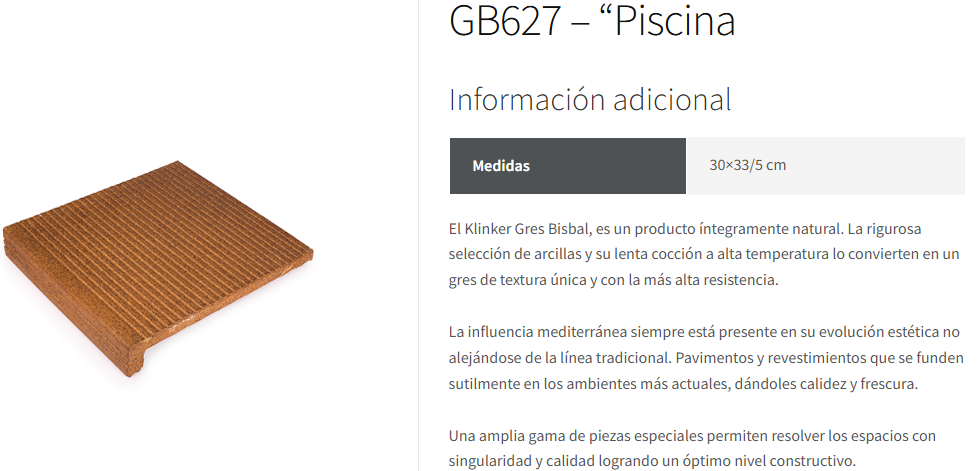 GB627 – “Piscina
Información adicional
Medidas 30×33/5 cm
El Klinker Gres Bisbal, es un producto íntegramente natural. La rigurosa
selección de arcillas y su lenta cocción a alta temperatura lo convierten en un
gres de textura única y con la más alta resistencia.
La influencia mediterránea siempre está presente en su evolución estética no
alejándose de la línea tradicional. Pavimentos y revestimientos que se funden
sutilmente en los ambientes más actuales, dándoles calidez y frescura.
Una amplia gama de piezas especiales permiten resolver los espacios con
singularidad y calidad logrando un óptimo nivel constructivo.